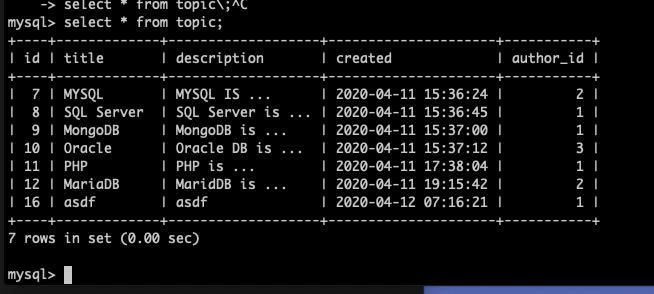 -> select * from topic\;^C
mysql> select * from topic;
+----+------------+-------------------+---------------------+-----------+
| id | title      | description       | created             | author_id |
+----+------------+-------------------+---------------------+-----------+
|  7 | MYSQL      | MYSQL IS ...      | 2020-04-11 15:36:24 |         2 |
|  8 | SQL Server | SQL Server is ... | 2020-04-11 15:36:45 |         1 |
|  9 | MongoDB    | MongoDB is ...    | 2020-04-11 15:37:00 |         1 |
| 10 | Oracle     | Oracle DB is ...  | 2020-04-11 15:37:12 |         3 |
| 11 | PHP        | PHP is ...        | 2020-04-11 17:38:04 |         1 |
| 12 | MariaDB    | MaridDB is ...    | 2020-04-11 19:15:42 |         2 |
| 16 | asdf       | asdf              | 2020-04-12 07:16:21 |         1 |
+----+------------+-------------------+---------------------+-----------+
7 rows in set (0.00 sec)
mysql>